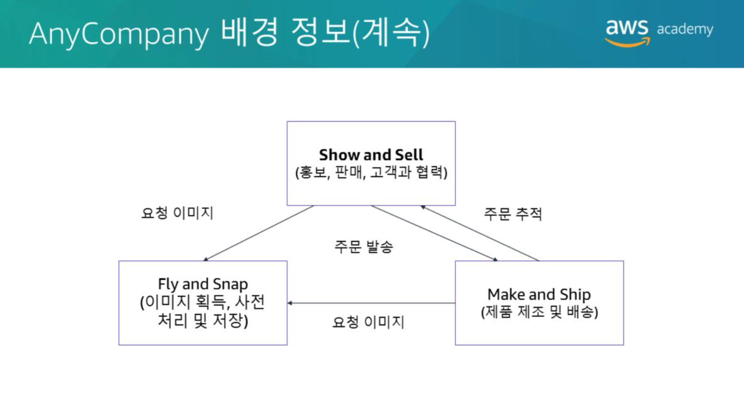 AnyCompany 배경 정보(계속)
aws academy
Show and Sell
(홍보, 판매, 고객과 협력)
요청 이미지
주문 추적
주문 발송
Fly and Snap
(이미지 획득, 사전
처리 및 저장)
Make and Ship
(제품 제조 및 배송)
요청 이미지